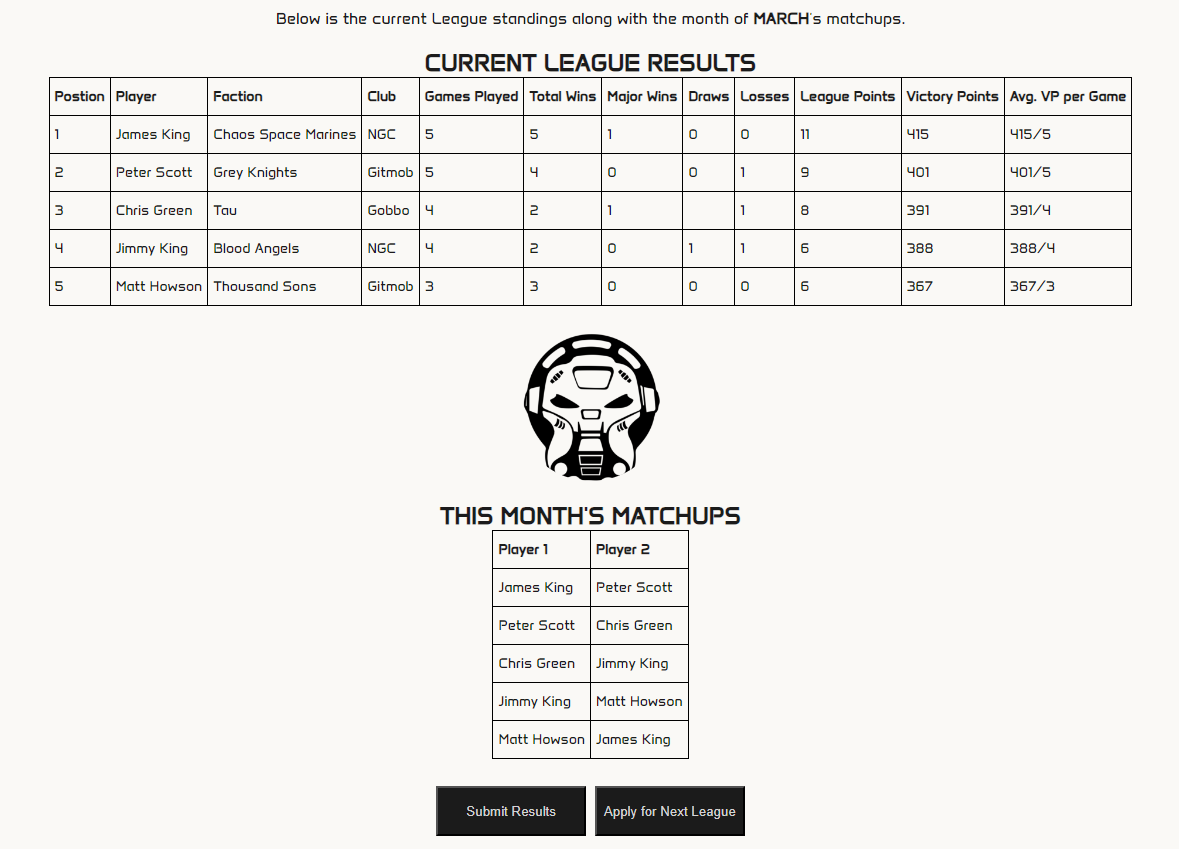 Below is the current League standings along with the month of MARCH's matchups.
CURRENT LEAGUE RESULTS
Postion Player Faction Club Games Played Total Wins Major Wins Draws Losses League Points Victory Points Avg. VP per Game
1 James King Chaos Space Marines NGC 5 5 1 0 0 11 415 415/5
2 Peter Scott Grey Knights Gitmob 5 4 0 0 1 9 401 401/5
3 Chris Green Tau Gobbo 4 2 1 1 8 391 391/4
4 Jimmy King Blood Angels NGC 4 2 0 1 1 6 388 388/4
5 Matt Howson Thousand Sons Gitmob 3 3 0 0 0 6 367 367/3
THIS MONTH'S MATCHUPS
Player 1 Player 2
James King Peter Scott
Peter Scott Chris Green
Chris Green Jimmy King
Jimmy King Matt Howson
Matt Howson James King
Submit Results Apply for Next League